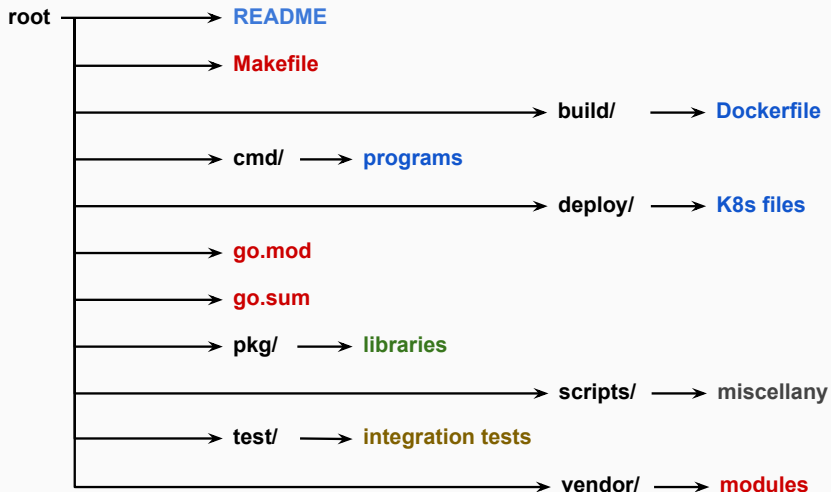 root README
Makefile
build/ Dockerfile
cmd/ programs
deploy/ K8s files
go.mod
go.sum
pkg/ libraries
scripts/ miscellany
test/ integration tests
vendor/ modules